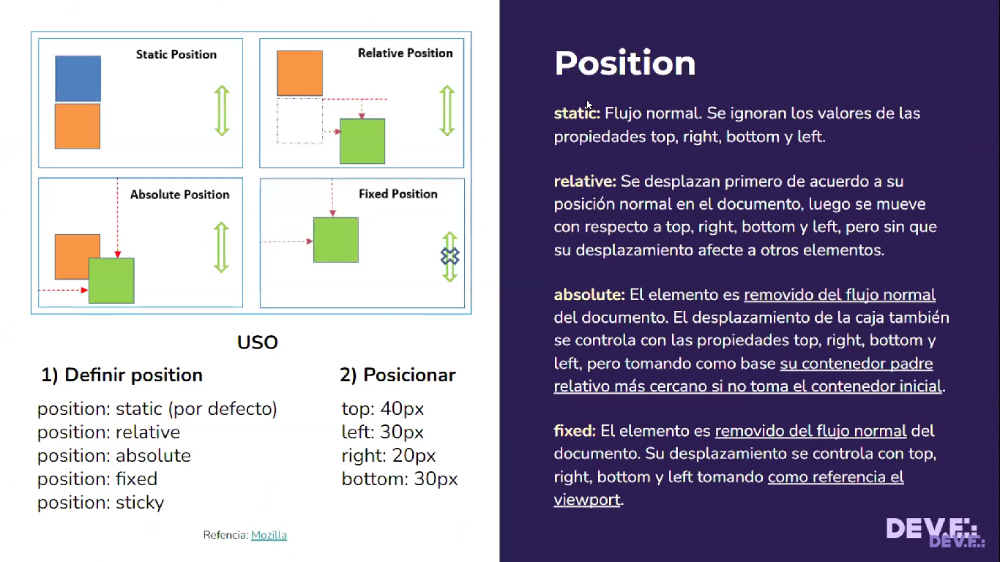 Static Position
Relative Position
Absolute Position
Fixed Position
USO
1) Definir position
position: static (por defecto)
position: relative
position: absolute
position: fixed
position: sticky
2) Posicionar
top: 40px
left: 30px
right: 20px
bottom: 30px
Refencia: Mozilla
Position
static: Flujo normal. Se ignoran los valores de las
propiedades top, right, bottom y left.
relative: Se desplazan primero de acuerdo a su
posición normal en el documento, luego se mueve
con respecto a top, right, bottom y left, pero sin que
su desplazamiento afecte a otros elementos.
absolute: El elemento es removido del flujo normal
del documento. El desplazamiento de la caja también
se controla con las propiedades top, right, bottom y
left, pero tomando como base su contenedor padre
relativo más cercano si no toma el contenedor inicial.
fixed: El elemento es removido del flujo normal del
documento. Su desplazamiento se controla con top,
right, bottom y left tomando como referencia el
viewport.
DEV.F.:
DEV.F.: